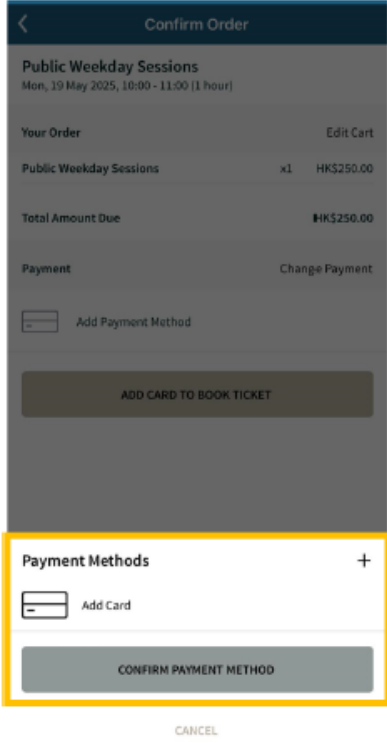 Confirm Order
Public Weekday Sessions
Mon, 19 May 2025, 10:00 - 11:00 (1 hour)
Your Order Edit Cart
Public Weekday Sessions x1 HK$250.00
Total Amount Due HK$250.00
Payment Change Payment
Add Payment Method
ADD CARD TO BOOK TICKET
Payment Methods +
Add Card
CONFIRM PAYMENT METHOD
CANCEL